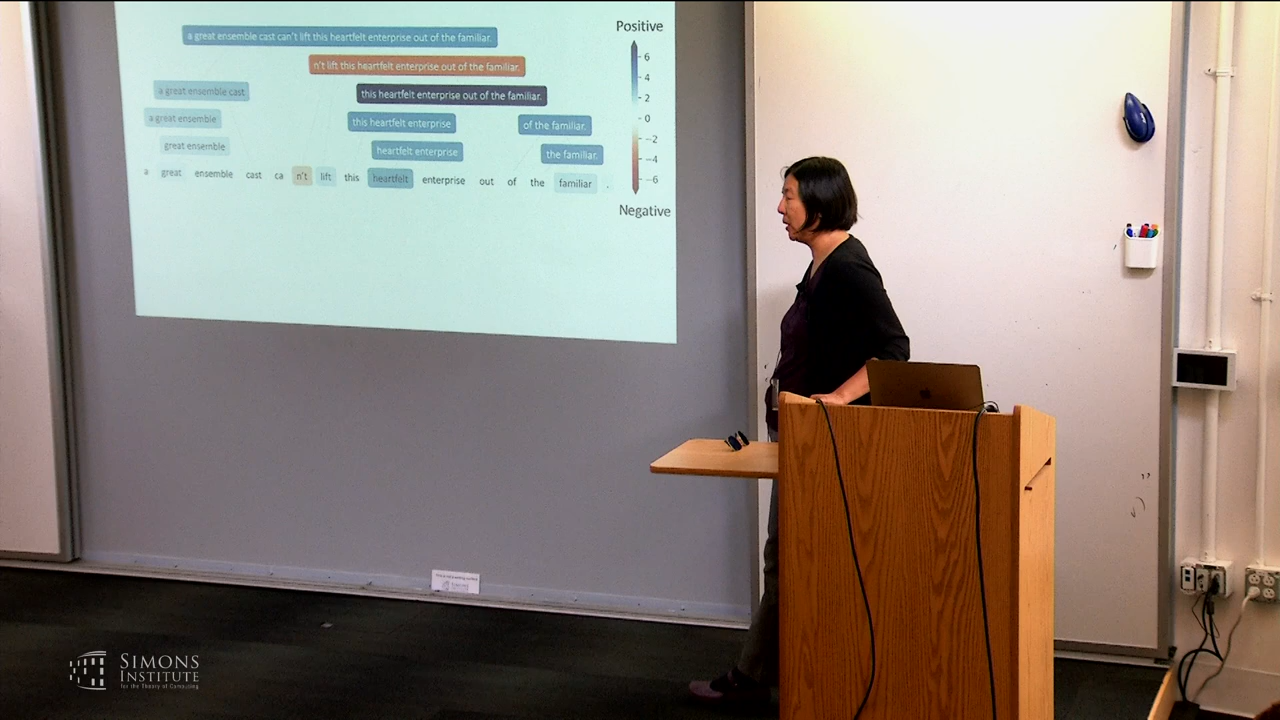 a great ensemble cast can't lift this heartfelt enterprise out of the familiar.
n't lift this heartfelt enterprise out of the familiar.
a great ensemble cast
this heartfelt enterprise out of the familiar.
a great ensemble
this heartfelt enterprise
of the familiar.
great ensemble
heartfelt enterprise
the familiar.
a great ensemble cast ca n't lift this heartfelt enterprise out of the familiar .
Positive
6
4
2
0
−2
−4
−6
Negative
SIMONS
INSTITUTE
for the Theory of Computing